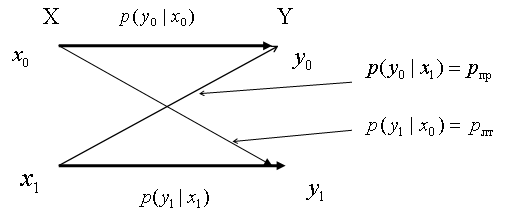 X p(y₀ | x₀) Y
x₀ y₀
p(y₀ | x₁) = pпр
p(y₁ | x₀) = pлт
x₁ p(y₁ | x₁) y₁